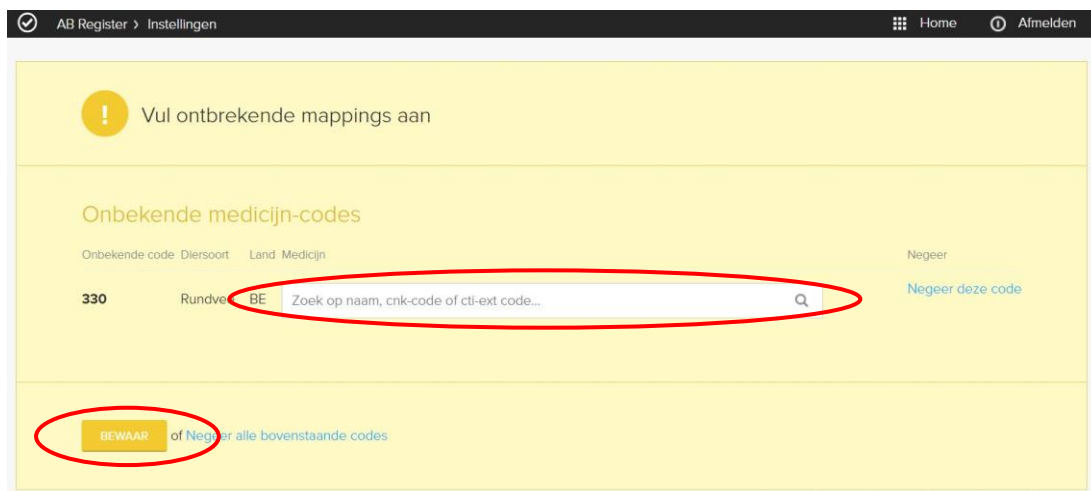 AB Register > Instellingen
Home
Afmelden
! Vul ontbrekende mappings aan
Onbekende medicijn-codes
Onbekende code Diersoort Land Medicijn Negeer
330 Rundvee BE Zoek op naam, cnk-code of cti-ext code... Negeer deze code
BEWAAR of Negeer alle bovenstaande codes